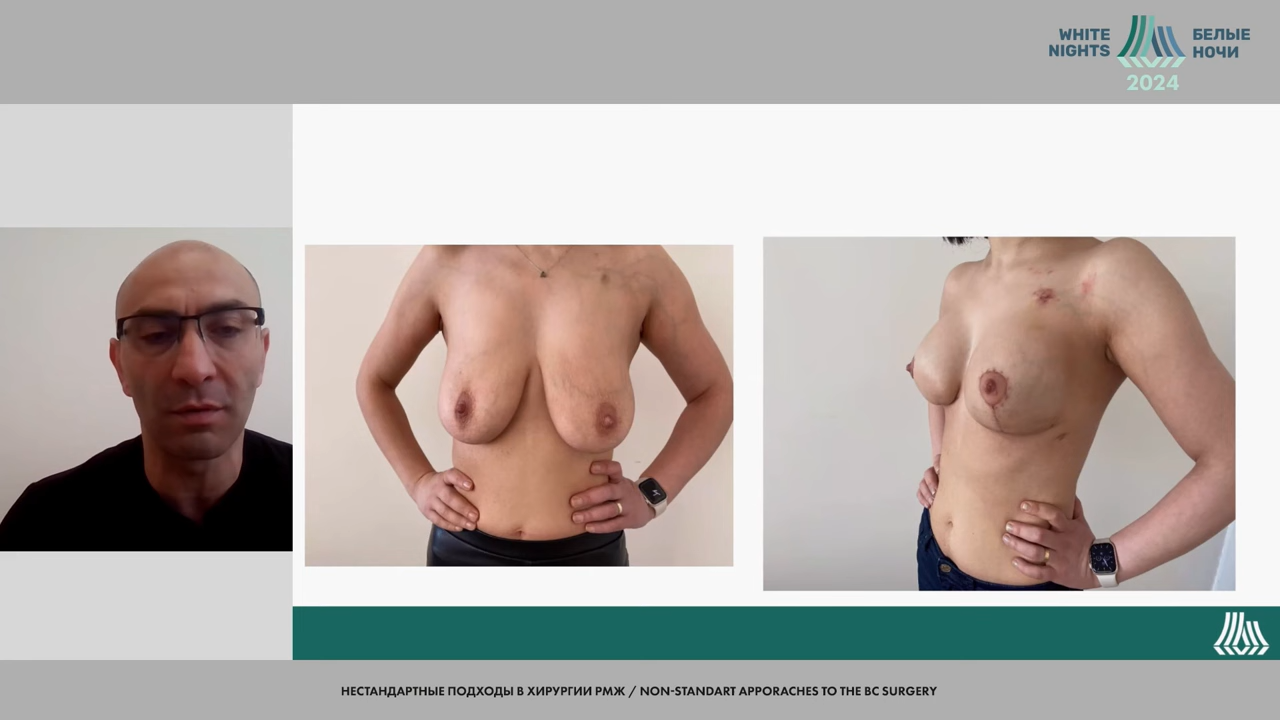 WHITE
NIGHTS
БЕЛЫЕ
НОЧИ
2024
НЕСТАНДАРТНЫЕ ПОДХОДЫ В ХИРУРГИИ РМЖ / NON-STANDART APPORACHES TO THE BC SURGERY